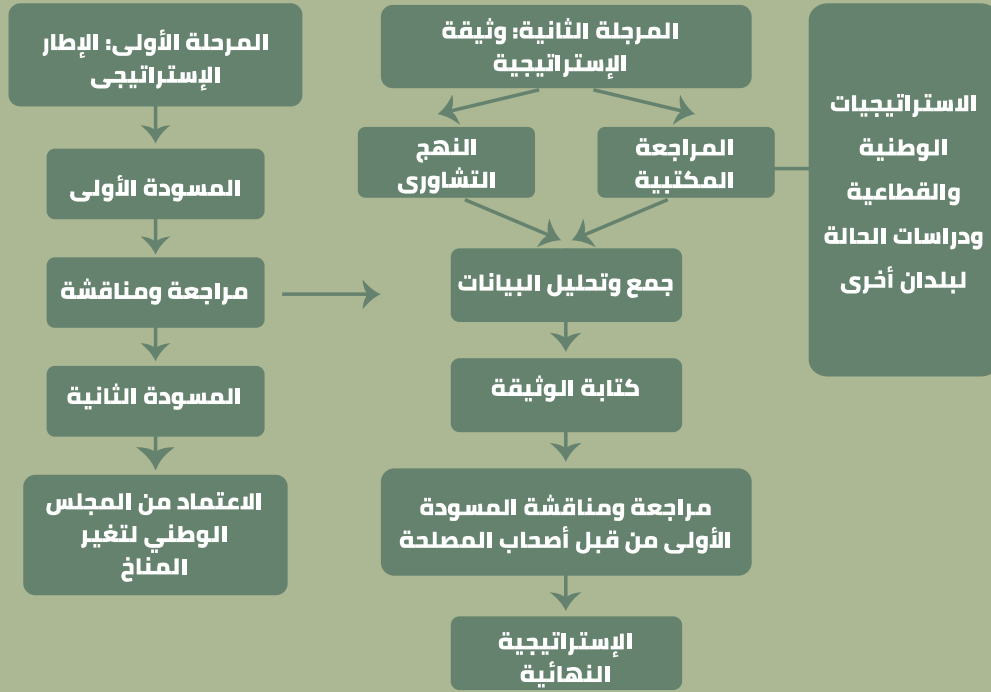 المرحلة الأولى: الإطار
الإستراتيجى
المسودة الأولى
مراجعة ومناقشة
المسودة الثانية
الاعتماد من المجلس
الوطني لتغير
المناخ
المرجلة الثانية: وثيقة
الإستراتيجية
المراجعة
المكتبية
النهج
التشاورى
الاستراتيجيات
الوطنية
والقطاعية
ودراسات الحالة
لبلدان أخرى
جمع وتحليل البيانات
كتابة الوثيقة
مراجعة ومناقشة المسودة
الأولى من قبل أصحاب المصلحة
الإستراتيجية
النهائية